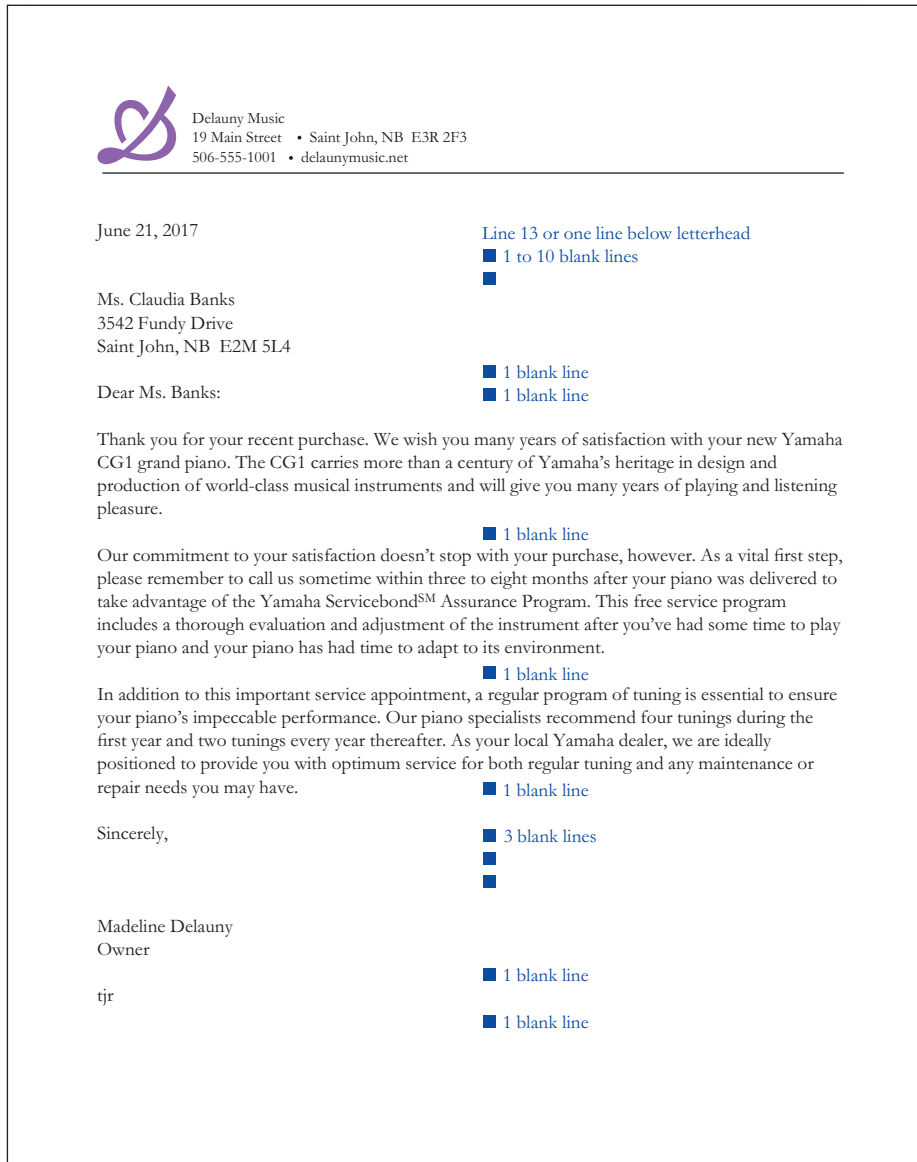 Delauny Music
19 Main Street • Saint John, NB E3R 2F3
506-555-1001 • delaunymusic.net
June 21, 2017
Line 13 or one line below letterhead
■ 1 to 10 blank lines
■
Ms. Claudia Banks
3542 Fundy Drive
Saint John, NB E2M 5L4
■ 1 blank line
Dear Ms. Banks:
■ 1 blank line
Thank you for your recent purchase. We wish you many years of satisfaction with your new Yamaha
CG1 grand piano. The CG1 carries more than a century of Yamaha’s heritage in design and
production of world-class musical instruments and will give you many years of playing and listening
pleasure.
■ 1 blank line
Our commitment to your satisfaction doesn’t stop with your purchase, however. As a vital first step,
please remember to call us sometime within three to eight months after your piano was delivered to
take advantage of the Yamaha Servicebond℠ Assurance Program. This free service program
includes a thorough evaluation and adjustment of the instrument after you’ve had some time to play
your piano and your piano has had time to adapt to its environment.
■ 1 blank line
In addition to this important service appointment, a regular program of tuning is essential to ensure
your piano’s impeccable performance. Our piano specialists recommend four tunings during the
first year and two tunings every year thereafter. As your local Yamaha dealer, we are ideally
positioned to provide you with optimum service for both regular tuning and any maintenance or
repair needs you may have.
■ 1 blank line
Sincerely,
■ 3 blank lines
■
■
Madeline Delauny
Owner
■ 1 blank line
tjr
■ 1 blank line